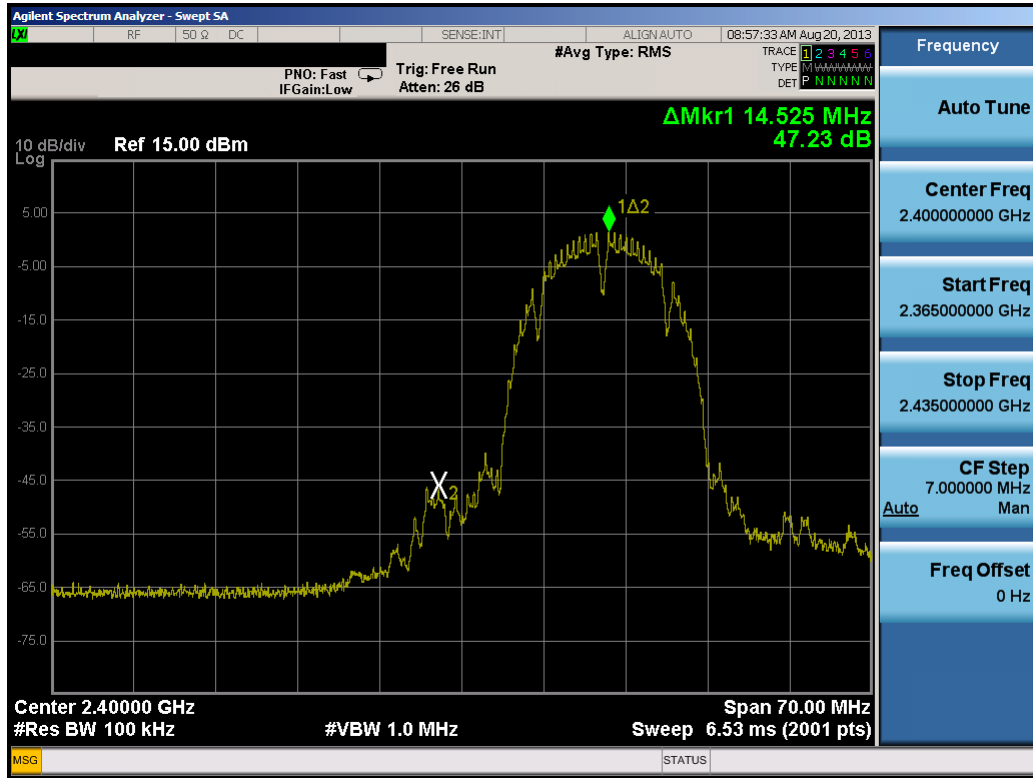 Agilent Spectrum Analyzer - Swept SA
LXI RF 50 Ω DC SENSE:INT ALIGN AUTO 08:57:33 AM Aug 20, 2013
PNO: Fast
IFGain:Low
Trig: Free Run
Atten: 26 dB
#Avg Type: RMS
TRACE 1 2 3 4 5 6
TYPE M WWWWW
DET P N N N N N
ΔMkr1 14.525 MHz
47.23 dB
10 dB/div Ref 15.00 dBm
Log
5.00
-5.00
-15.0
-25.0
-35.0
-45.0
-55.0
-65.0
-75.0
1Δ2
X2
Center 2.40000 GHz
#Res BW 100 kHz
#VBW 1.0 MHz
Span 70.00 MHz
Sweep 6.53 ms (2001 pts)
MSG
STATUS
Frequency
Auto Tune
Center Freq
2.400000000 GHz
Start Freq
2.365000000 GHz
Stop Freq
2.435000000 GHz
CF Step
7.000000 MHz
Auto Man
Freq Offset
0 Hz